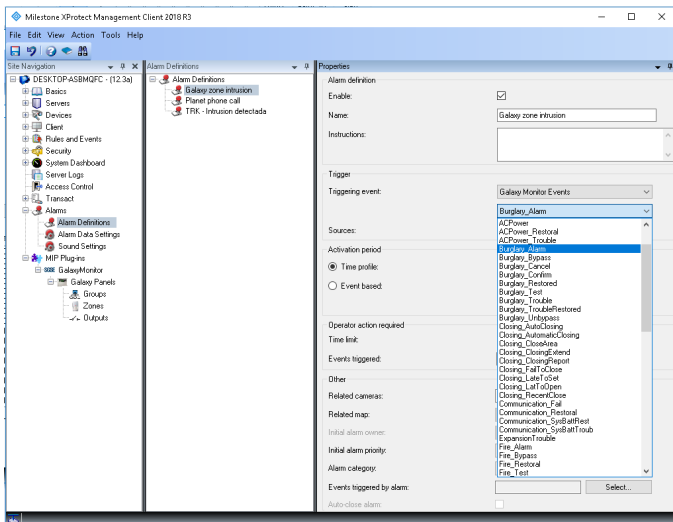 Milestone XProtect Management Client 2018 R3
File Edit View Action Tools Help
Site Navigation
DESKTOP-ASBMQFC - (12.3a)
Basics
Servers
Devices
Client
Rules and Events
Security
System Dashboard
Server Logs
Access Control
Transact
Alarms
Alarm Definitions
Alarm Data Settings
Sound Settings
MIP Plug-ins
GalaxyMonitor
Galaxy Panels
Groups
Zones
Outputs
Alarm Definitions
Alarm Definitions
Galaxy zone intrusion
Planet phone call
TRK - Intrusion detectada
Properties
Alarm definition
Enable:
Name:
Galaxy zone intrusion
Instructions:
Trigger
Triggering event:
Galaxy Monitor Events
Burglary_Alarm
Sources:
ACPower
ACPower_Restoral
ACPower_Trouble
Burglary_Alarm
Burglary_Bypass
Burglary_Cancel
Burglary_Confirm
Burglary_Restored
Burglary_Test
Burglary_Trouble
Burglary_TroubleRestored
Burglary_Unbypass
Closing_AutoClosing
Closing_AutomaticClosing
Closing_CloseArea
Closing_ClosingExtend
Closing_ClosingReport
Closing_FailToClose
Closing_LateToSet
Closing_LatToOpen
Closing_RecentClose
Communication_Fail
Communication_Restoral
Communication_SysBattRest
Communication_SysBattTroub
ExpansionTrouble
Fire_Alarm
Fire_Bypass
Fire_Restoral
Fire_Test
Activation period
Time profile:
Event based:
Operator action required
Time limit:
Events triggered:
Other
Related cameras:
Related map:
Initial alarm owner:
Initial alarm priority:
Alarm category:
Events triggered by alarm:
Select...
Auto-close alarm: